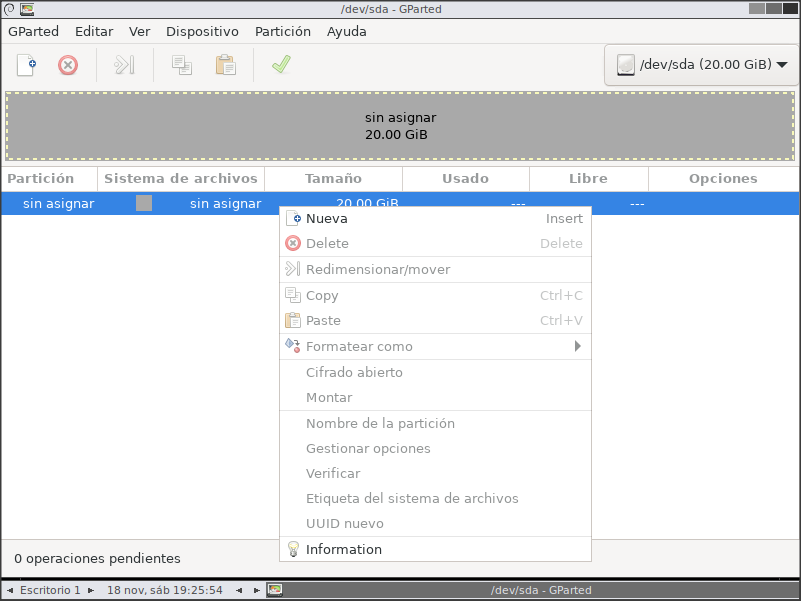 /dev/sda - GParted
GParted Editar Ver Dispositivo Partición Ayuda
/dev/sda (20.00 GiB)
sin asignar
20.00 GiB
Partición Sistema de archivos Tamaño Usado Libre Opciones
sin asignar sin asignar 20.00 GiB --- ---
Nueva Insert
Delete Delete
Redimensionar/mover
Copy Ctrl+C
Paste Ctrl+V
Formatear como
Cifrado abierto
Montar
Nombre de la partición
Gestionar opciones
Verificar
Etiqueta del sistema de archivos
UUID nuevo
Information
0 operaciones pendientes
Escritorio 1 18 nov, sáb 19:25:54 /dev/sda - GParted